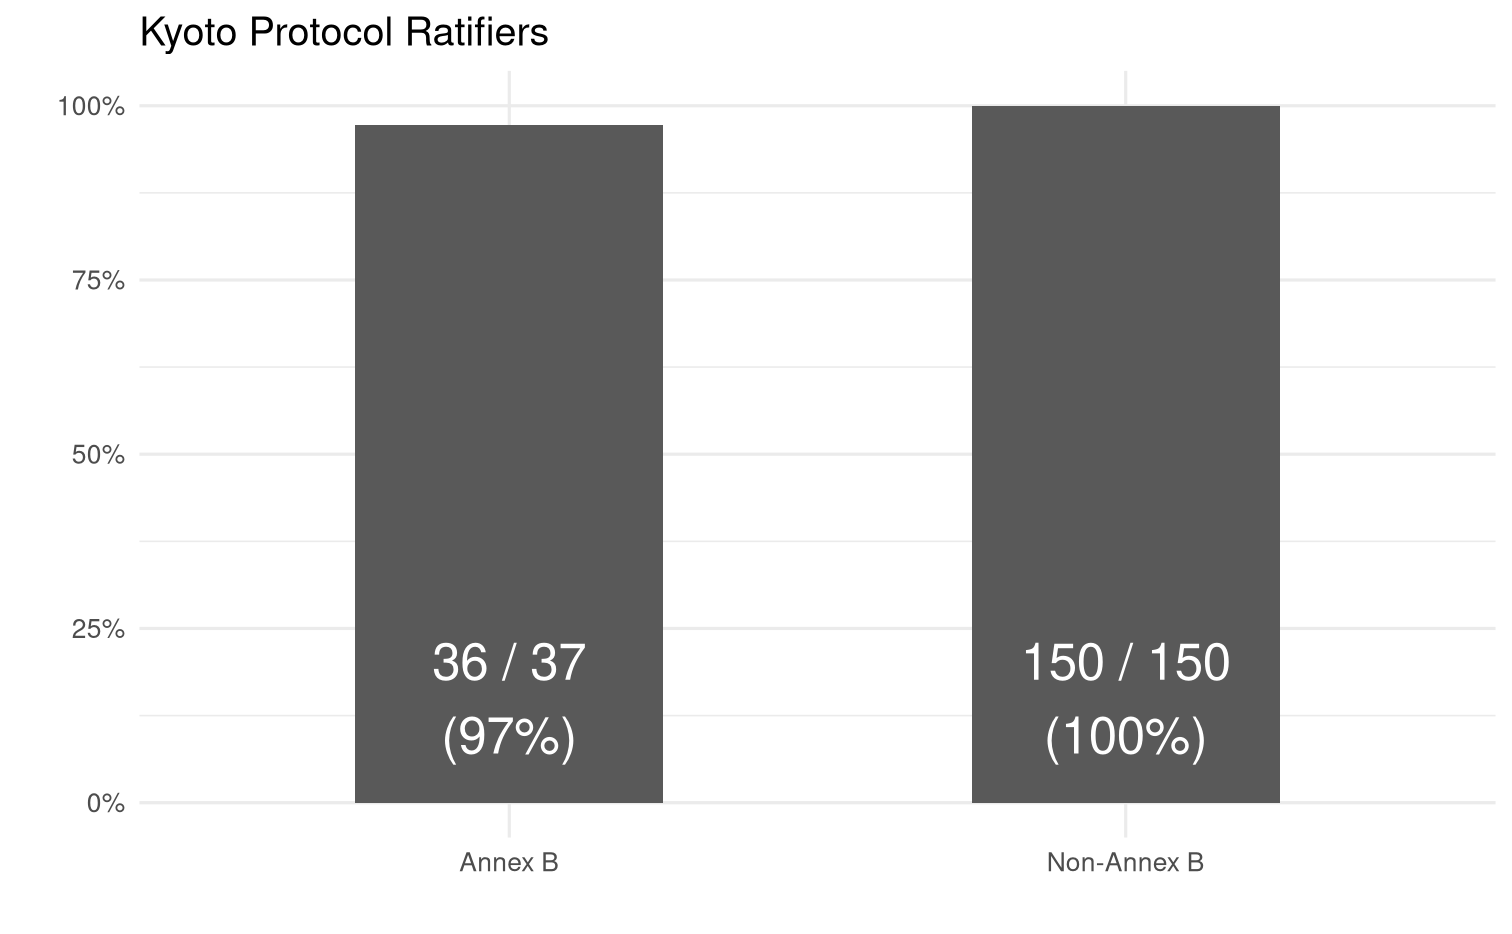 Kyoto Protocol Ratifiers
100%
75%
50%
25%
0%
36 / 37
(97%)
150 / 150
(100%)
Annex B
Non-Annex B